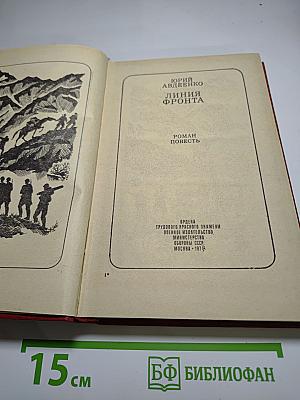 ЮРИЙ
АВДЕЕНКО
ЛИНИЯ
ФРОНТА
РОМАН
ПОВЕСТЬ
ОРДЕНА
ТРУДОВОГО КРАСНОГО ЗНАМЕНИ
ВОЕННОЕ ИЗДАТЕЛЬСТВО
МИНИСТЕРСТВА
ОБОРОНЫ СССР
МОСКВА •
1*
15 см
БФ БИБЛИОФАН